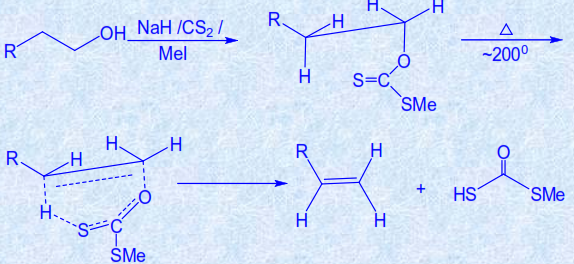 R OH NaH /CS2 / MeI
R H H H H O S C SMe
△ ~200⁰
R H H H H S C O SMe
R H H H + O HS SMe